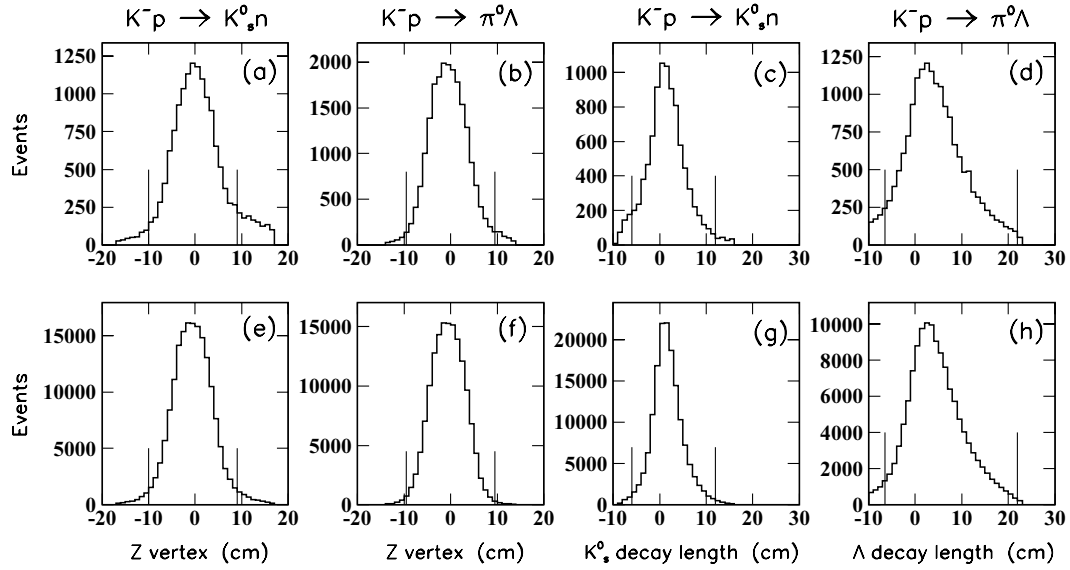 K⁻p → K⁰ₛn
K⁻p → π⁰Λ
K⁻p → K⁰ₛn
K⁻p → π⁰Λ
Events
1250
1000
750
500
250
0
(a)
-20 -10 0 10 20
2000
1500
1000
500
0
(b)
-20 -10 0 10 20
1000
800
600
400
200
0
(c)
-10 0 10 20 30
1250
1000
750
500
250
0
(d)
-10 0 10 20 30
Events
15000
10000
5000
0
(e)
-20 -10 0 10 20
Z vertex (cm)
15000
10000
5000
0
(f)
-20 -10 0 10 20
Z vertex (cm)
20000
15000
10000
5000
0
(g)
-10 0 10 20 30
K⁰ₛ decay length (cm)
10000
8000
6000
4000
2000
0
(h)
-10 0 10 20 30
Λ decay length (cm)